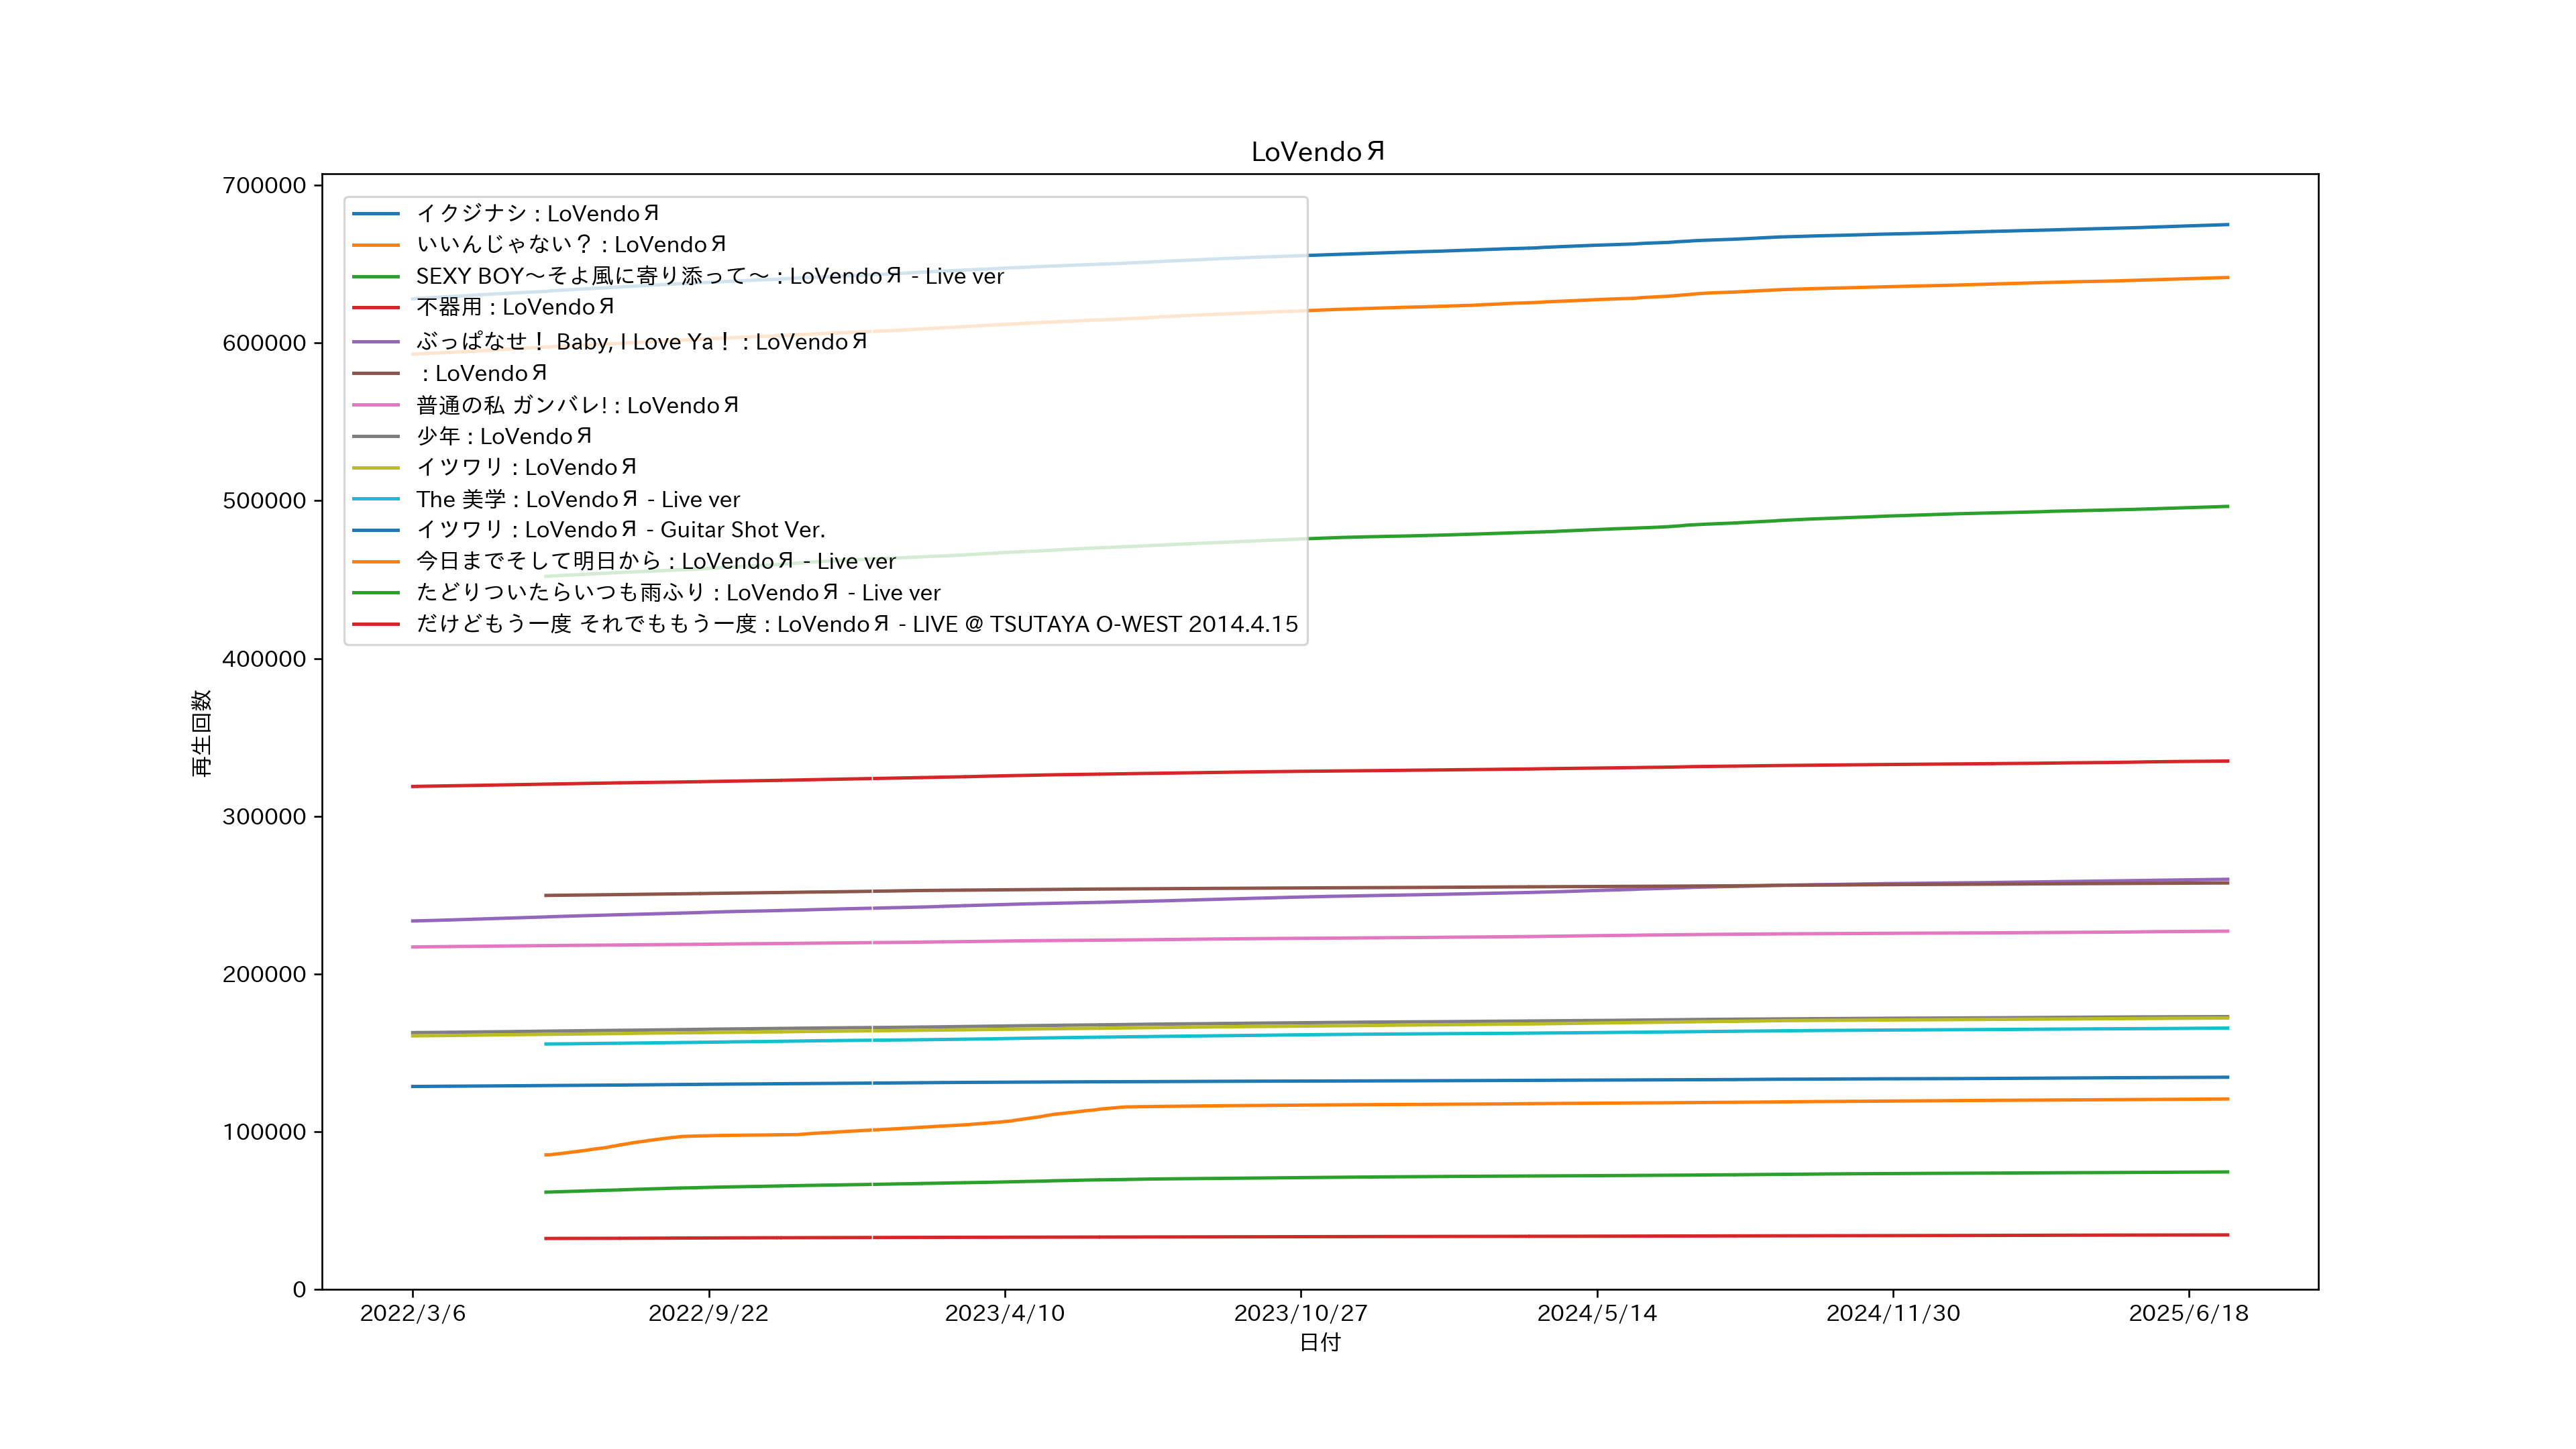 LoVendoЯ
700000
600000
500000
400000
300000
200000
100000
0
再生回数
イクジナシ : LoVendoЯ
いいんじゃない？ : LoVendoЯ
SEXY BOY～そよ風に寄り添って～ : LoVendoЯ - Live ver
不器用 : LoVendoЯ
ぶっぱなせ！ Baby, I Love Ya！ : LoVendoЯ
: LoVendoЯ
普通の私 ガンバレ! : LoVendoЯ
少年 : LoVendoЯ
イツワリ : LoVendoЯ
The 美学 : LoVendoЯ - Live ver
イツワリ : LoVendoЯ - Guitar Shot Ver.
今日までそして明日から : LoVendoЯ - Live ver
たどりついたらいつも雨ふり : LoVendoЯ - Live ver
だけどもう一度 それでももう一度 : LoVendoЯ - LIVE @ TSUTAYA O-WEST 2014.4.15
2022/3/6 2022/9/22 2023/4/10 2023/10/27 2024/5/14 2024/11/30 2025/6/18
日付